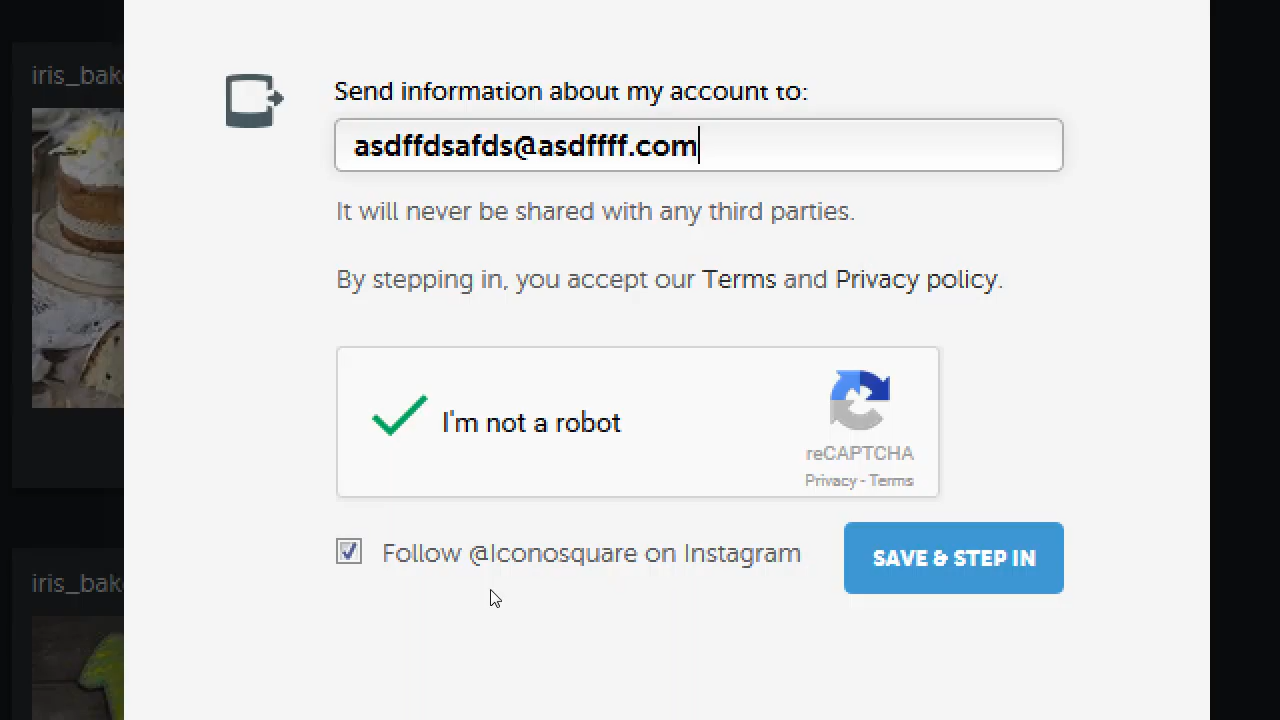 iris_bak
Send information about my account to:
asdffdsafds@asdffff.com
It will never be shared with any third parties.
By stepping in, you accept our Terms and Privacy policy.
I'm not a robot
reCAPTCHA
Privacy - Terms
Follow @Iconosquare on Instagram
SAVE & STEP IN
iris_bak